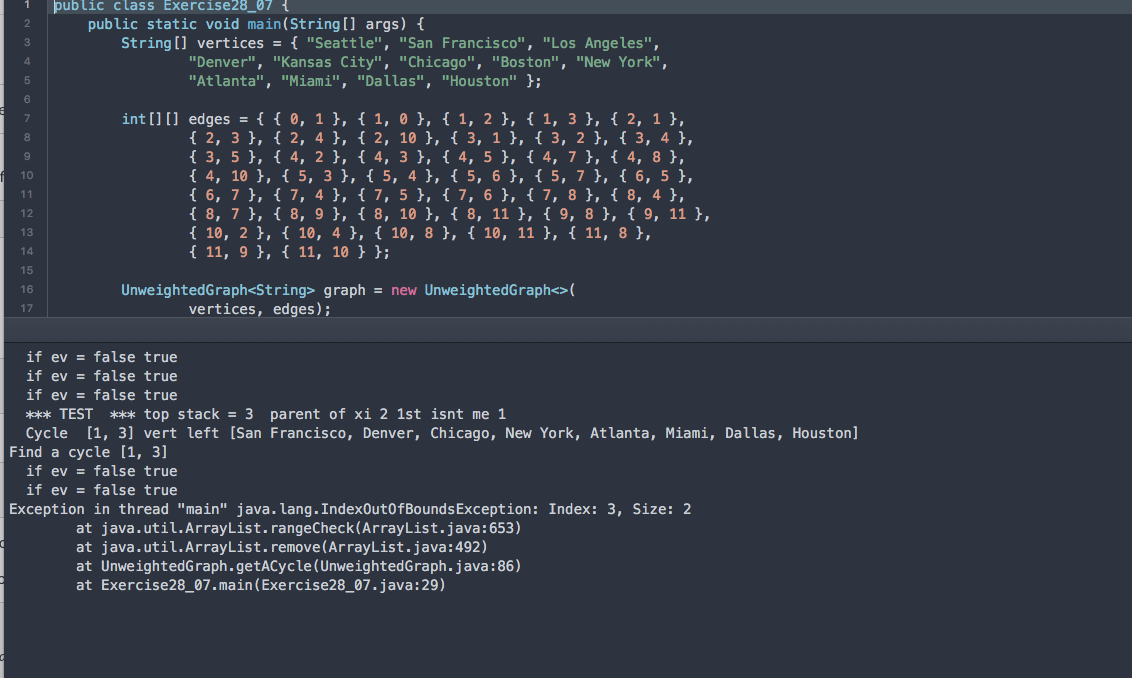 1 public class Exercise28_07 {
2 public static void main(String[] args) {
3 String[] vertices = { "Seattle", "San Francisco", "Los Angeles",
4 "Denver", "Kansas City", "Chicago", "Boston", "New York",
5 "Atlanta", "Miami", "Dallas", "Houston" };
6
7 int[][] edges = { { 0, 1 }, { 1, 0 }, { 1, 2 }, { 1, 3 }, { 2, 1 },
8 { 2, 3 }, { 2, 4 }, { 2, 10 }, { 3, 1 }, { 3, 2 }, { 3, 4 },
9 { 3, 5 }, { 4, 2 }, { 4, 3 }, { 4, 5 }, { 4, 7 }, { 4, 8 },
10 { 4, 10 }, { 5, 3 }, { 5, 4 }, { 5, 6 }, { 5, 7 }, { 6, 5 },
11 { 6, 7 }, { 7, 4 }, { 7, 5 }, { 7, 6 }, { 7, 8 }, { 8, 4 },
12 { 8, 7 }, { 8, 9 }, { 8, 10 }, { 8, 11 }, { 9, 8 }, { 9, 11 },
13 { 10, 2 }, { 10, 4 }, { 10, 8 }, { 10, 11 }, { 11, 8 },
14 { 11, 9 }, { 11, 10 } };
15
16 UnweightedGraph<String> graph = new UnweightedGraph<>(
17 vertices, edges);
if ev = false true
if ev = false true
if ev = false true
*** TEST  *** top stack = 3  parent of xi 2 1st isnt me 1
Cycle  [1, 3] vert left [San Francisco, Denver, Chicago, New York, Atlanta, Miami, Dallas, Houston]
Find a cycle [1, 3]
if ev = false true
if ev = false true
Exception in thread "main" java.lang.IndexOutOfBoundsException: Index: 3, Size: 2
at java.util.ArrayList.rangeCheck(ArrayList.java:653)
at java.util.ArrayList.remove(ArrayList.java:492)
at UnweightedGraph.getACycle(UnweightedGraph.java:86)
at Exercise28_07.main(Exercise28_07.java:29)